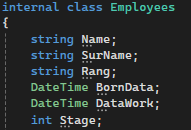 internal class Employees
{
string Name;
string SurName;
string Rang;
DateTime BornData;
DateTime DataWork;
int Stage;